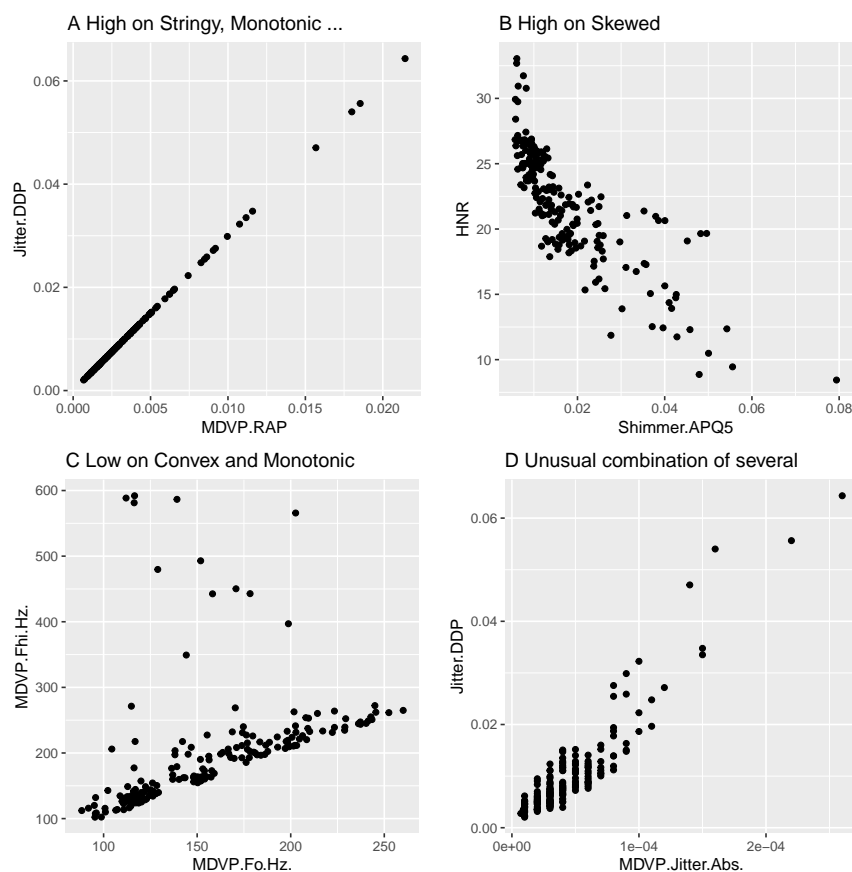 A High on Stringy, Monotonic ...
0.06
0.04
0.02
0.00
Jitter.DDP
0.000
0.005
0.010
0.015
0.020
MDVP.RAP
B High on Skewed
30
25
20
15
10
HNR
0.02
0.04
0.06
0.08
Shimmer.APQ5
C Low on Convex and Monotonic
600
500
400
300
200
100
MDVP.Fhi.Hz.
100
150
200
250
MDVP.Fo.Hz.
D Unusual combination of several
0.06
0.04
0.02
0.00
Jitter.DDP
0e+00
1e−04
2e−04
MDVP.Jitter.Abs.